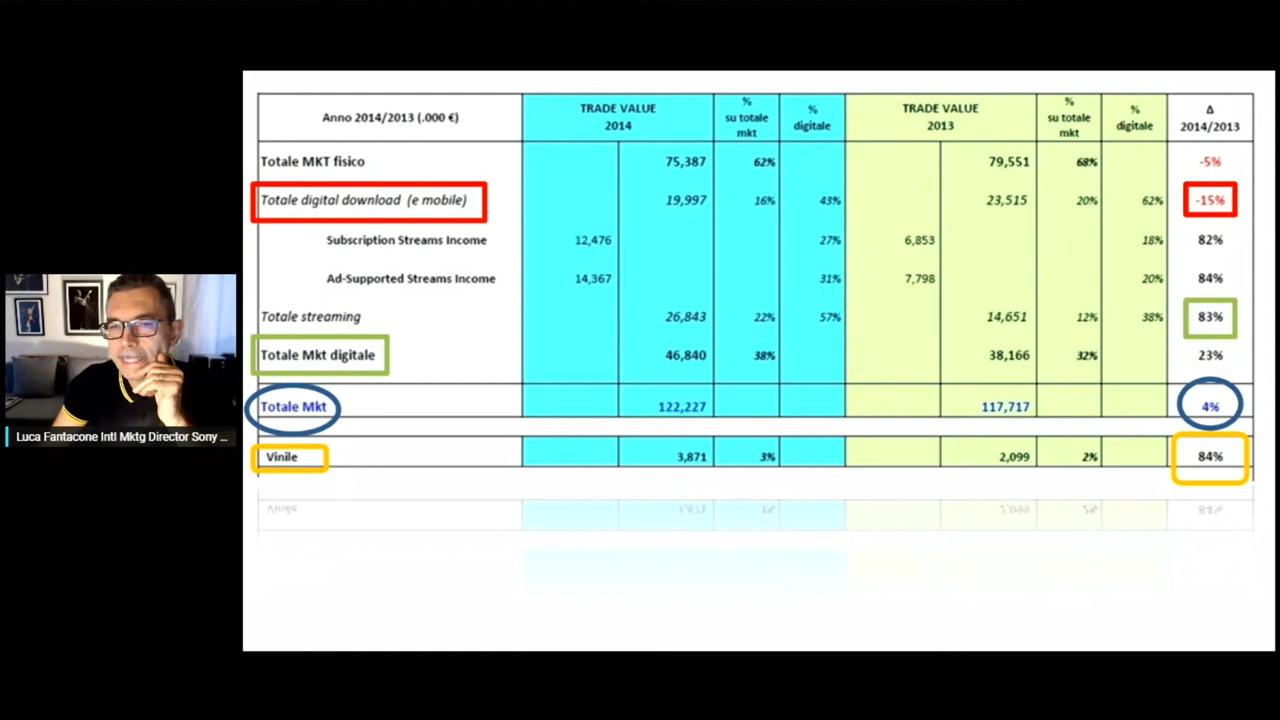 Anno 2014/2013 (.000 €) TRADE VALUE 2014 % su totale mkt % digitale TRADE VALUE 2013 % su totale mkt % digitale Δ 2014/2013
Totale MKT fisico 75,387 62% 79,551 68% -5%
Totale digital download (e mobile) 19,997 16% 43% 23,515 20% 62% -15%
Subscription Streams Income 12,476 27% 6,853 18% 82%
Ad-Supported Streams Income 14,367 31% 7,798 20% 84%
Totale streaming 26,843 22% 57% 14,651 12% 38% 83%
Totale Mkt digitale 46,840 38% 38,166 32% 23%
Totale Mkt 122,227 117,717 4%
Vinile 3,871 3% 2,099 2% 84%
Luca Fantacone Intl Mktg Director Sony ...